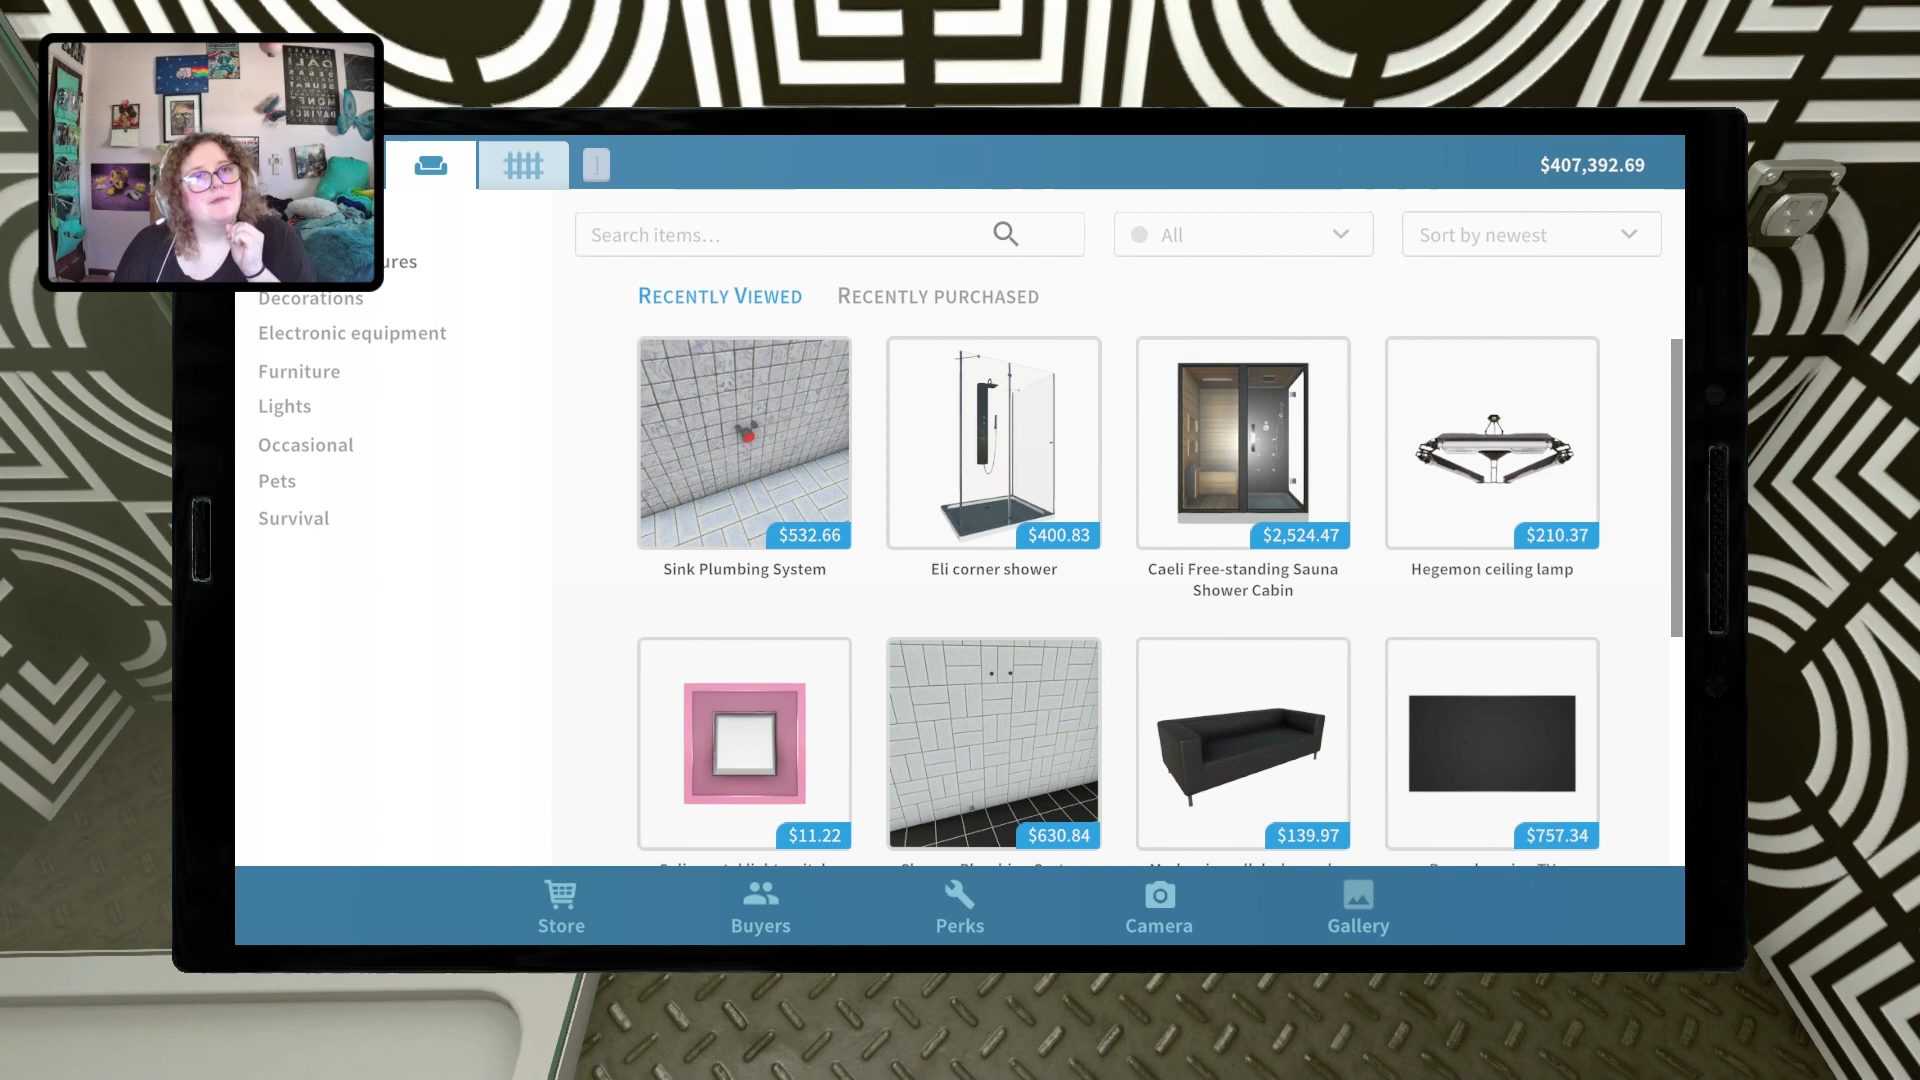 $407,392.69
]
Search items...
All
Sort by newest
ures
RECENTLY VIEWED
RECENTLY PURCHASED
Decorations
Electronic equipment
Furniture
Lights
Occasional
Pets
Survival
$532.66
$400.83
$2,524.47
$210.37
Sink Plumbing System
Eli corner shower
Caeli Free-standing Sauna
Shower Cabin
Hegemon ceiling lamp
$11.22
$630.84
$139.97
$757.34
Store
Buyers
Perks
Camera
Gallery